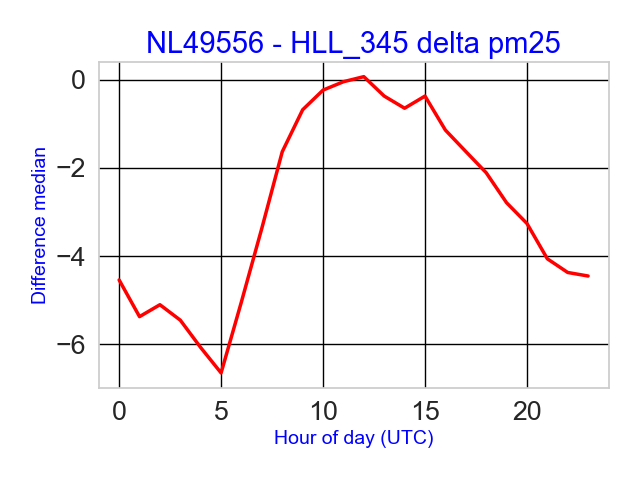 NL49556 - HLL_345 delta pm25
0
−2
−4
−6
Difference median
0 5 10 15 20
Hour of day (UTC)